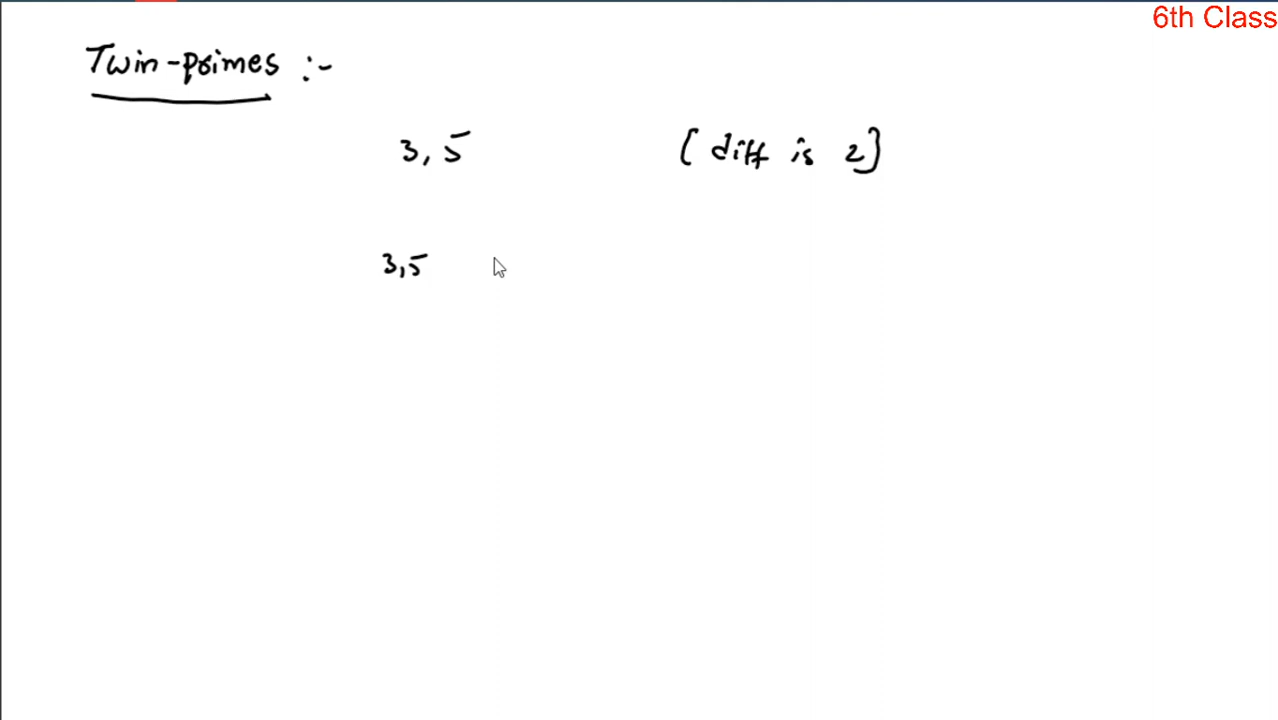 6th Class
Twin-primes :-
3, 5 [ diff is 2]
3,5